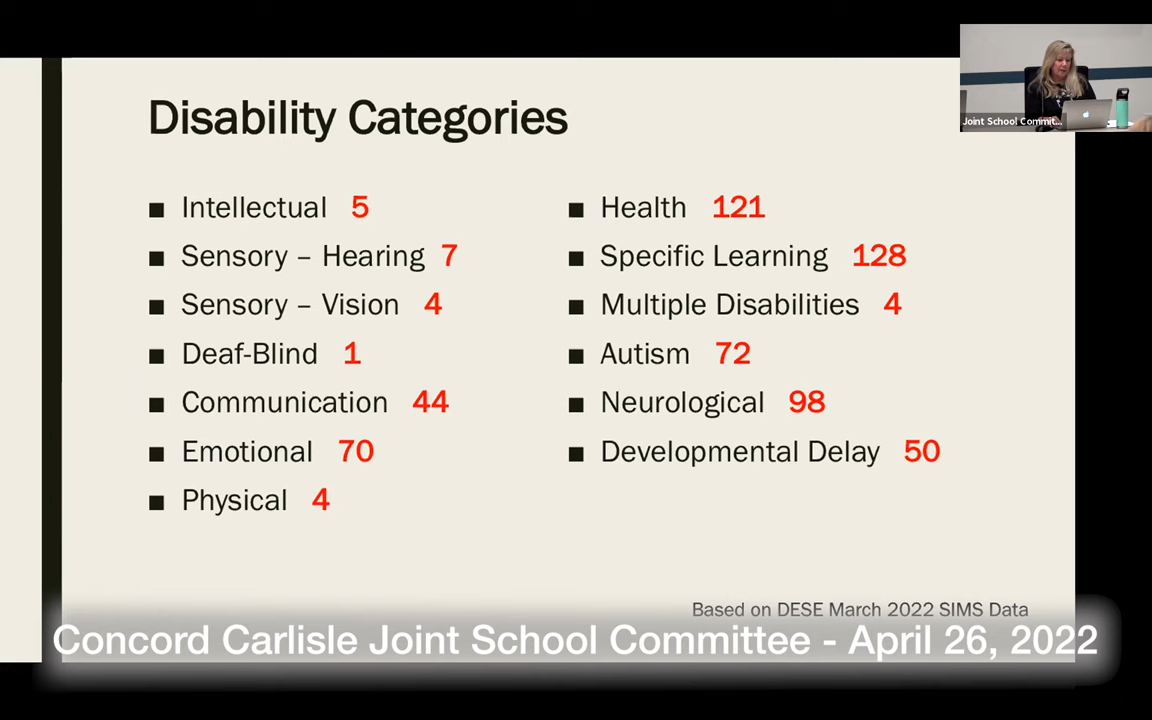 Disability Categories
■ Intellectual 5
■ Sensory – Hearing 7
■ Sensory – Vision 4
■ Deaf-Blind 1
■ Communication 44
■ Emotional 70
■ Physical 4
■ Health 121
■ Specific Learning 128
■ Multiple Disabilities 4
■ Autism 72
■ Neurological 98
■ Developmental Delay 50
Based on DESE March 2022 SIMS Data
Concord Carlisle Joint School Committee - April 26, 2022
Joint School Commit...